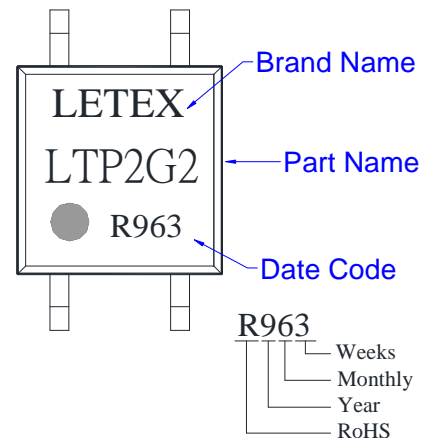 LETEX
Brand Name
LTP2G2
Part Name
R963
Date Code
R963
Weeks
Monthly
Year
RoHS